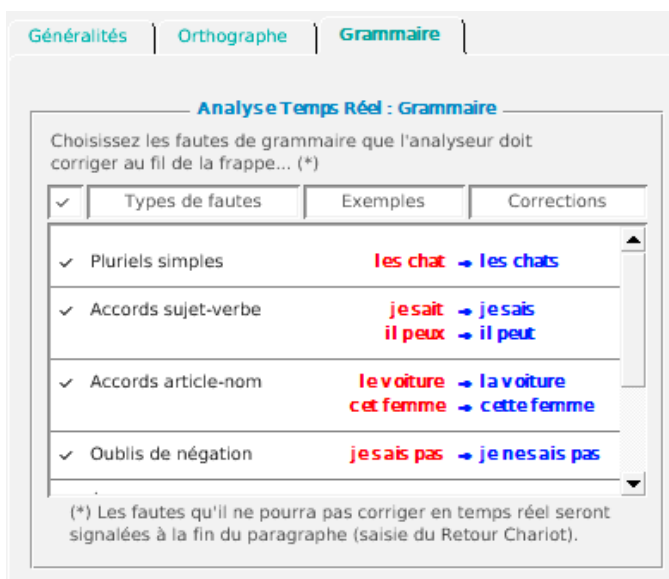 Généralités Orthographe Grammaire
Analyse Temps Réel : Grammaire
Choisissez les fautes de grammaire que l'analyseur doit
corriger au fil de la frappe... (*)
✓ Types de fautes Exemples Corrections
✓ Pluriels simples les chat → les chats
✓ Accords sujet-verbe je sait → je sais
il peux → il peut
✓ Accords article-nom le voiture → la voiture
cet femme → cette femme
✓ Oublis de négation je sais pas → je ne sais pas
(*) Les fautes qu'il ne pourra pas corriger en temps réel seront
signalées à la fin du paragraphe (saisie du Retour Chariot).